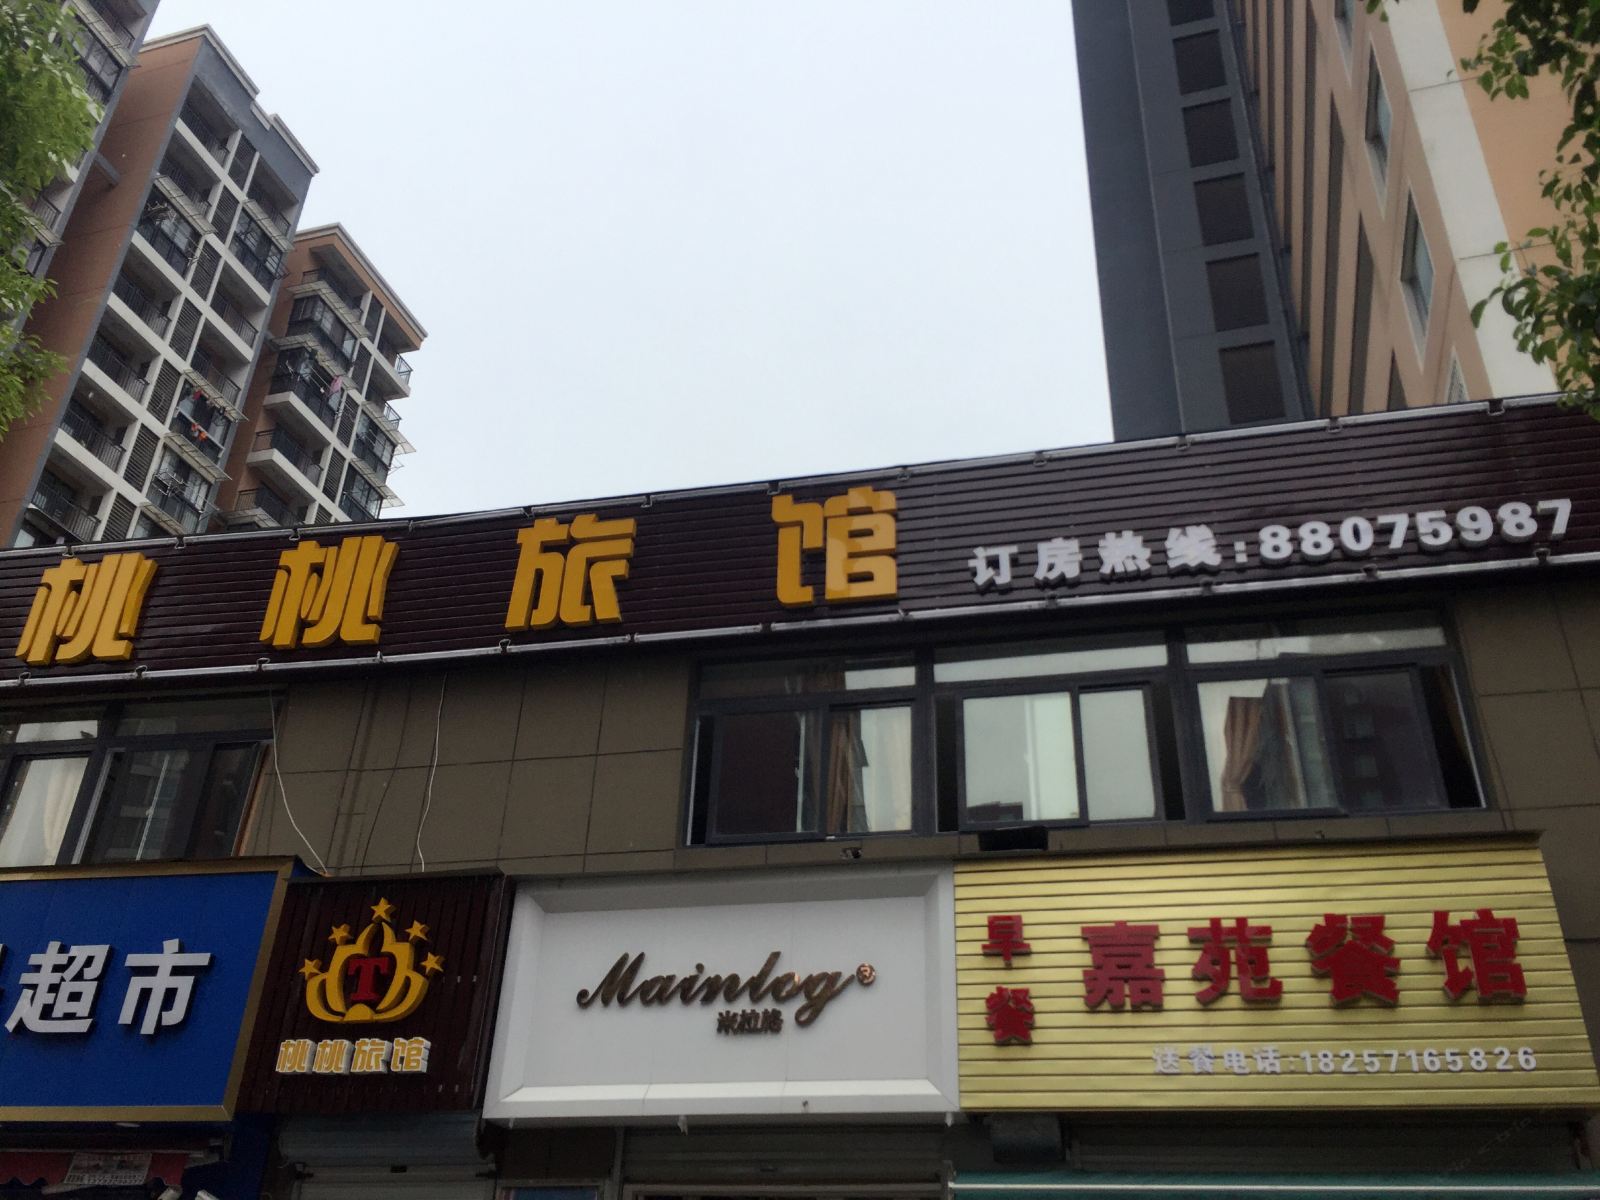 桃桃旅馆
订房热线:88075987
超市
T
桃桃旅馆
Mainlog®
米拉格
早餐
嘉苑餐馆
送餐电话:18257165826